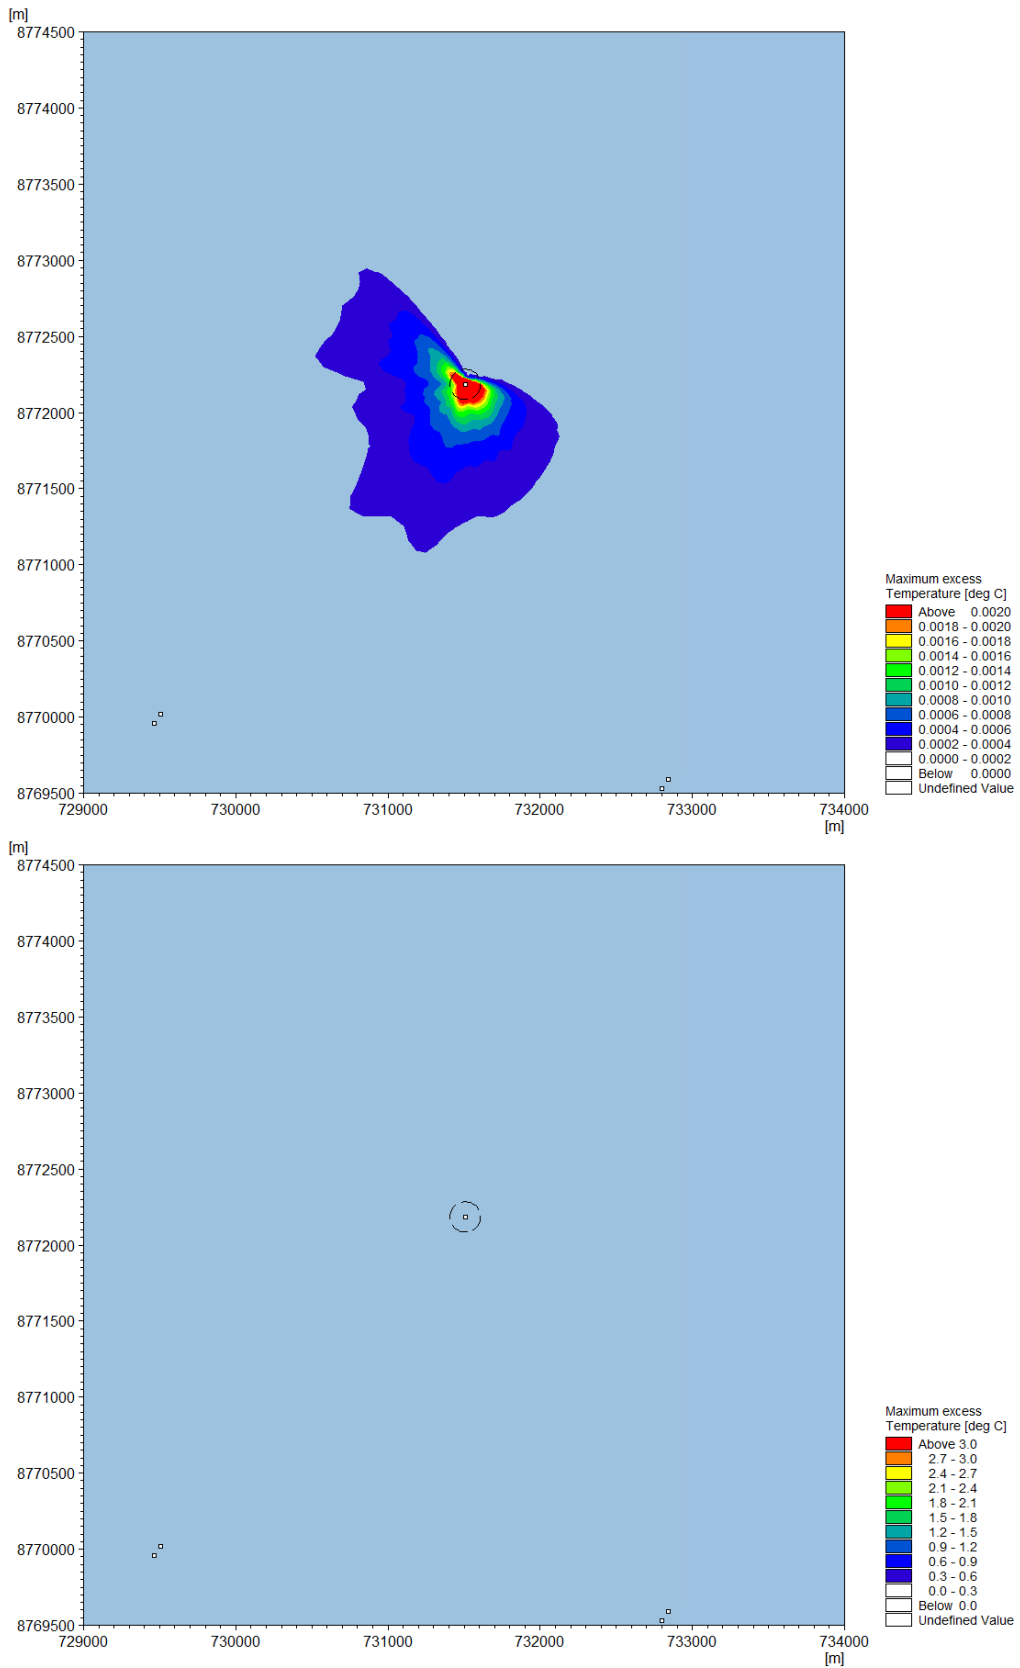 [m]
8774500
8774000
8773500
8773000
8772500
8772000
8771500
8771000
8770500
8770000
8769500
729000 730000 731000 732000 733000 734000
[m]
Maximum excess
Temperature [deg C]
Above 0.0020
0.0018 - 0.0020
0.0016 - 0.0018
0.0014 - 0.0016
0.0012 - 0.0014
0.0010 - 0.0012
0.0008 - 0.0010
0.0006 - 0.0008
0.0004 - 0.0006
0.0002 - 0.0004
0.0000 - 0.0002
Below 0.0000
Undefined Value
[m]
8774500
8774000
8773500
8773000
8772500
8772000
8771500
8771000
8770500
8770000
8769500
729000 730000 731000 732000 733000 734000
[m]
Maximum excess
Temperature [deg C]
Above 3.0
2.7 - 3.0
2.4 - 2.7
2.1 - 2.4
1.8 - 2.1
1.5 - 1.8
1.2 - 1.5
0.9 - 1.2
0.6 - 0.9
0.3 - 0.6
0.0 - 0.3
Below 0.0
Undefined Value